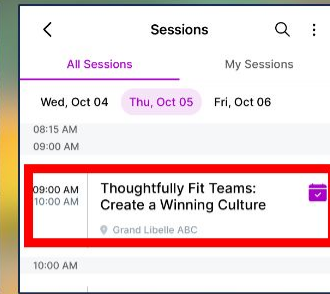 Sessions
All Sessions
My Sessions
Wed, Oct 04
Thu, Oct 05
Fri, Oct 06
08:15 AM
09:00 AM
09:00 AM
10:00 AM
Thoughtfully Fit Teams:
Create a Winning Culture
Grand Libelle ABC
10:00 AM